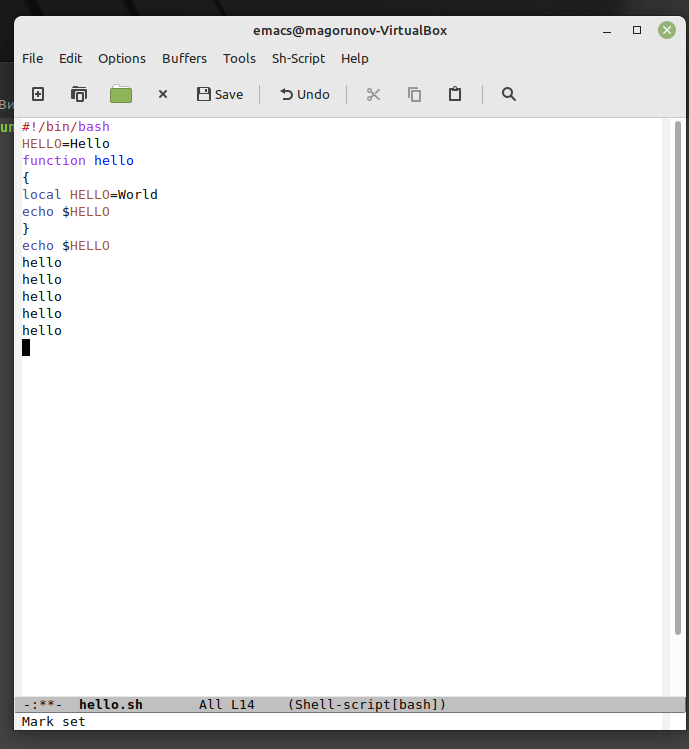 emacs@magorunov-VirtualBox
File Edit Options Buffers Tools Sh-Script Help
Save Undo
Ви
un
#!/bin/bash
HELLO=Hello
function hello
{
local HELLO=World
echo $HELLO
}
echo $HELLO
hello
hello
hello
hello
hello
-:**- hello.sh All L14 (Shell-script[bash])
Mark set